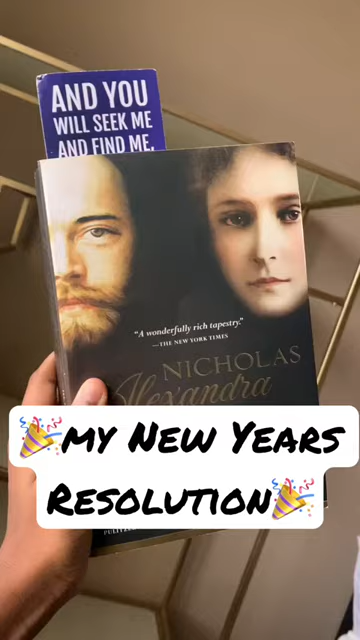 AND YOU
WILL SEEK ME
AND FIND ME,
"A wonderfully rich tapestry."
—THE NEW YORK TIMES
NICHOLAS
Alexandra
🎉my New Years
Resolution🎉